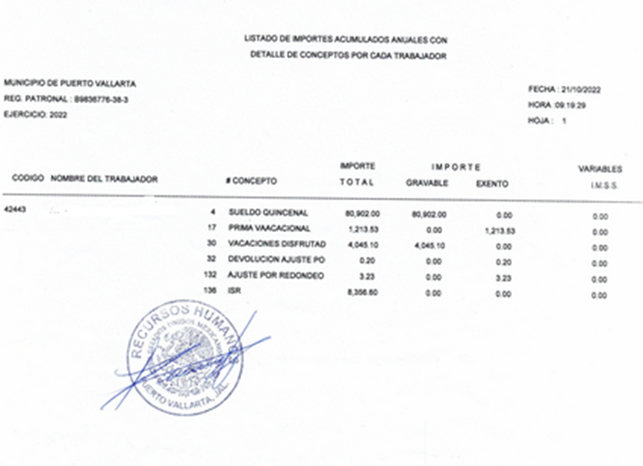 LISTADO DE IMPORTES ACUMULADOS ANUALES CON
DETALLE DE CONCEPTOS POR CADA TRABAJADOR
MUNICIPIO DE PUERTO VALLARTA
REG. PATRONAL : B9836776-38-3
EJERCICIO: 2022
FECHA : 21/10/2022
HORA :09:19:29
HOJA : 1
IMPORTE IMPORTE VARIABLES
CODIGO NOMBRE DEL TRABAJADOR # CONCEPTO TOTAL GRAVABLE EXENTO I.M.S.S.
42443 4 SUELDO QUINCENAL 80,902.00 80,902.00 0.00 0.00
17 PRIMA VAACACIONAL 1,213.53 0.00 1,213.53 0.00
30 VACACIONES DISFRUTAD 4,045.10 4,045.10 0.00 0.00
32 DEVOLUCION AJUSTE PO 0.20 0.00 0.20 0.00
132 AJUSTE POR REDONDEO 3.23 0.00 3.23 0.00
136 ISR 8,356.60 0.00 0.00 0.00
RECURSOS HUMANO
ESTADOS UNIDOS MEXICANOS
PUERTO VALLARTA, JAL.